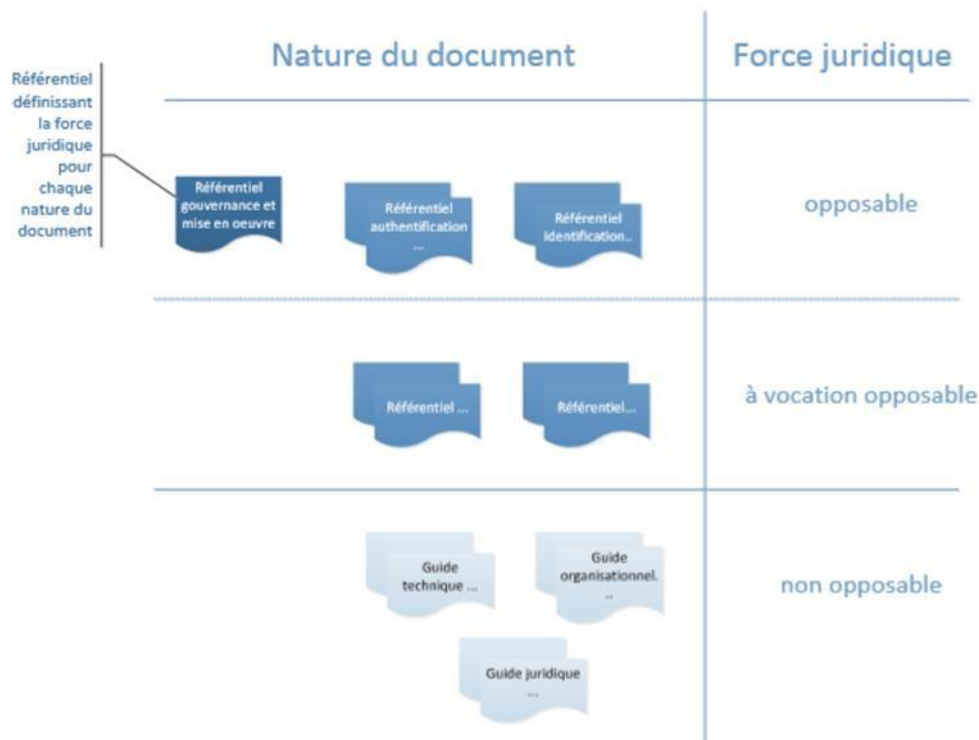 Nature du document
Force juridique
Référentiel
définissant
la force
juridique
pour
chaque
nature du
document
Référentiel
gouvernance et
mise en oeuvre
Référentiel
authentification
...
Référentiel
identification..
opposable
Référentiel ...
Référentiel...
à vocation opposable
Guide
technique ...
Guide
organisationnel.
..
non opposable
Guide juridique
...